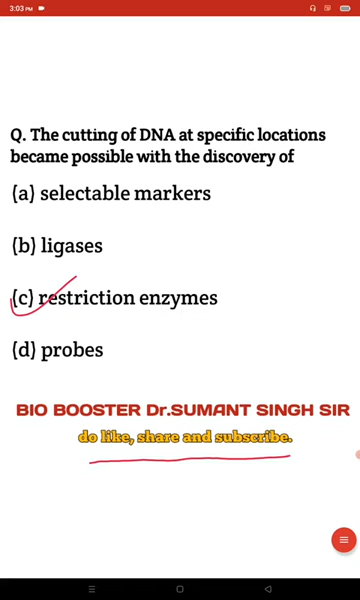 3:03 PM
Q. The cutting of DNA at specific locations
became possible with the discovery of
(a) selectable markers
(b) ligases
(c) restriction enzymes
(d) probes
BIO BOOSTER Dr.SUMANT SINGH SIR
do like, share and subscribe.